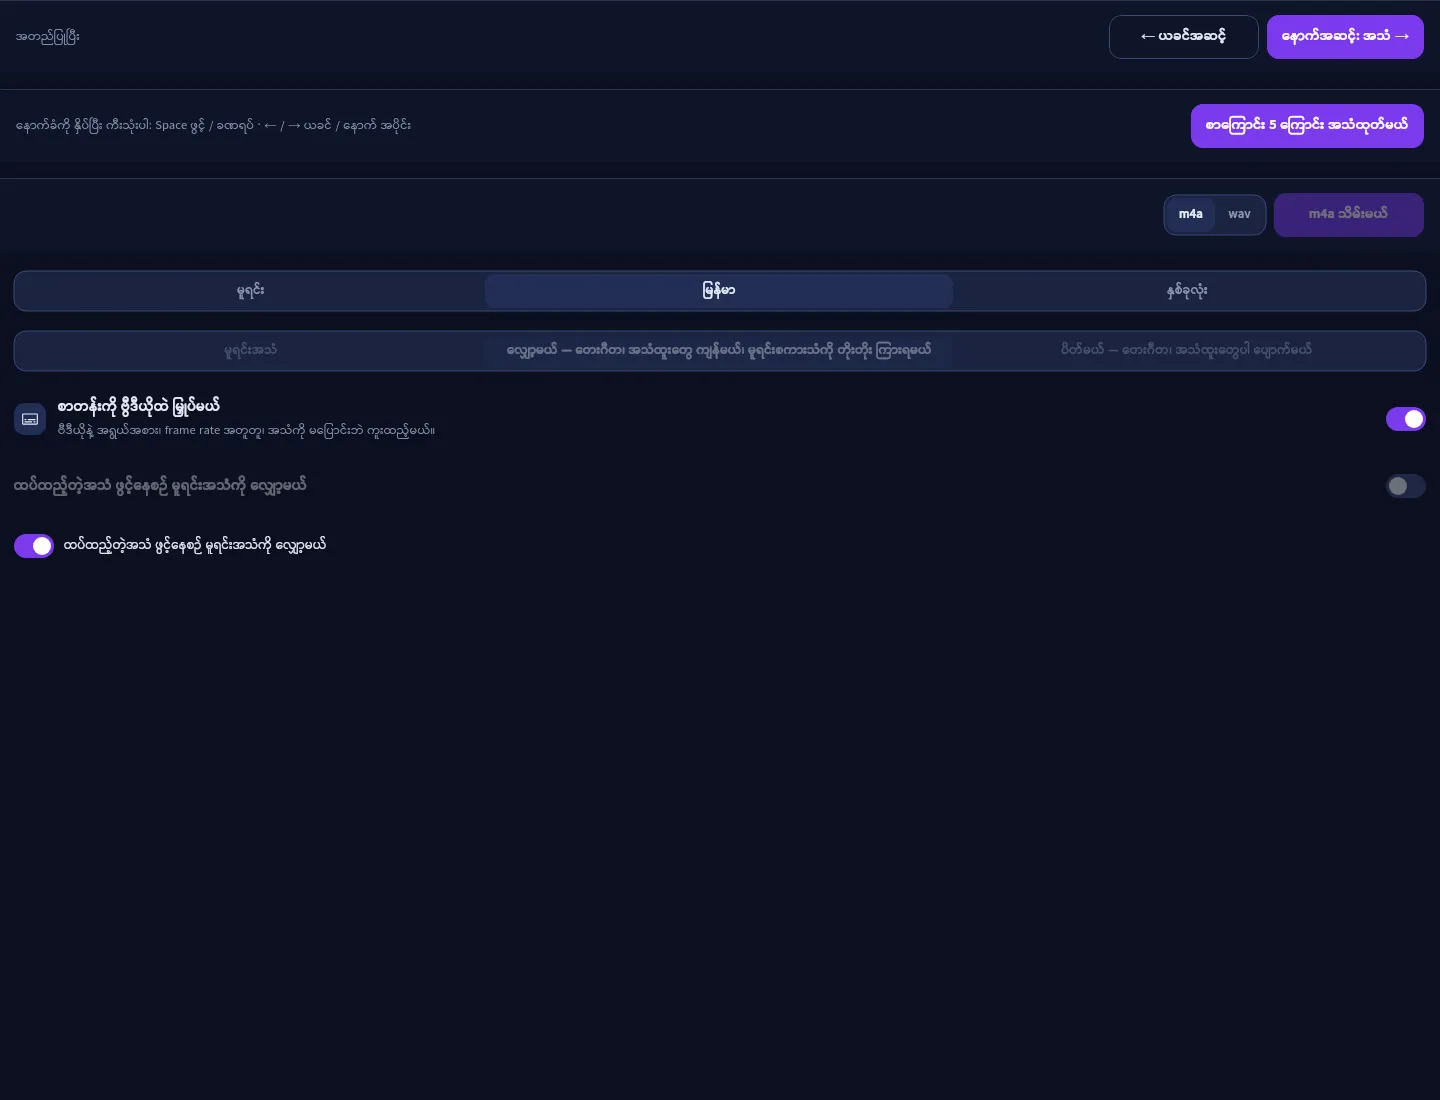 အတည်ပြုပြီး
← ယခင်အဆင့်
နောက်အဆင့်: အသံ →
နောက်ခံကို နှိပ်ပြီး ကီးသုံးပါ: Space ဖွင့် / ခဏရပ် · ← / → ယခင် / နောက် အပိုင်း
စာကြောင်း 5 ကြောင်း အသံထုတ်မယ်
m4a
wav
m4a သိမ်းမယ်
မူရင်း
မြန်မာ
နှစ်ခုလုံး
မူရင်းအသံ
လျှော့မယ် — တေးဂီတ၊ အသံထူးတွေ ကျန်မယ်၊ မူရင်းစကားသံကို တိုးတိုး ကြားရမယ်
ပိတ်မယ် — တေးဂီတ၊ အသံထူးတွေပါ ပျောက်မယ်
စာတန်းကို ဗွီဒီယိုထဲ မြှုပ်မယ်
ဗီဒီယိုနဲ့ အရွယ်အစား၊ frame rate အတူတူ၊ အသံကို မပြောင်းဘဲ ကူးထည့်မယ်။
ထပ်ထည့်တဲ့အသံ ဖွင့်နေစဉ် မူရင်းအသံကို လျှော့မယ်
ထပ်ထည့်တဲ့အသံ ဖွင့်နေစဉ် မူရင်းအသံကို လျှော့မယ်